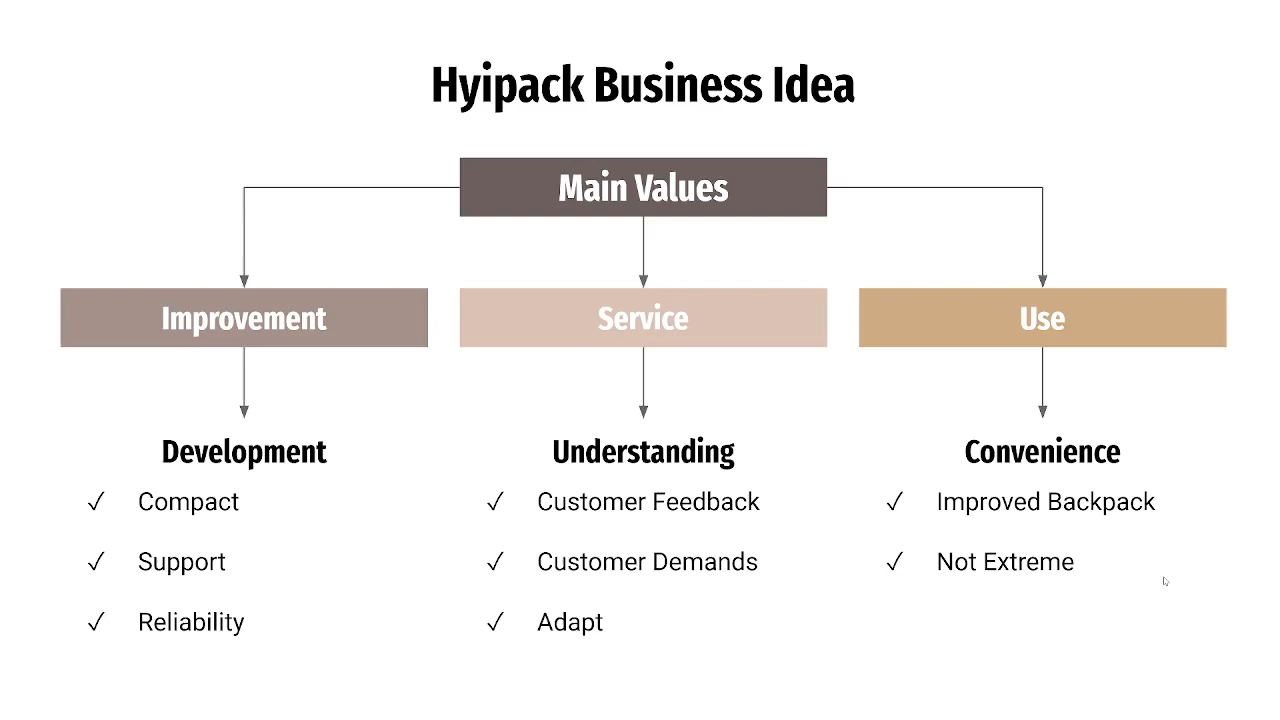 Hyipack Business Idea
Main Values
Improvement
Service
Use
Development
✓ Compact
✓ Support
✓ Reliability
Understanding
✓ Customer Feedback
✓ Customer Demands
✓ Adapt
Convenience
✓ Improved Backpack
✓ Not Extreme